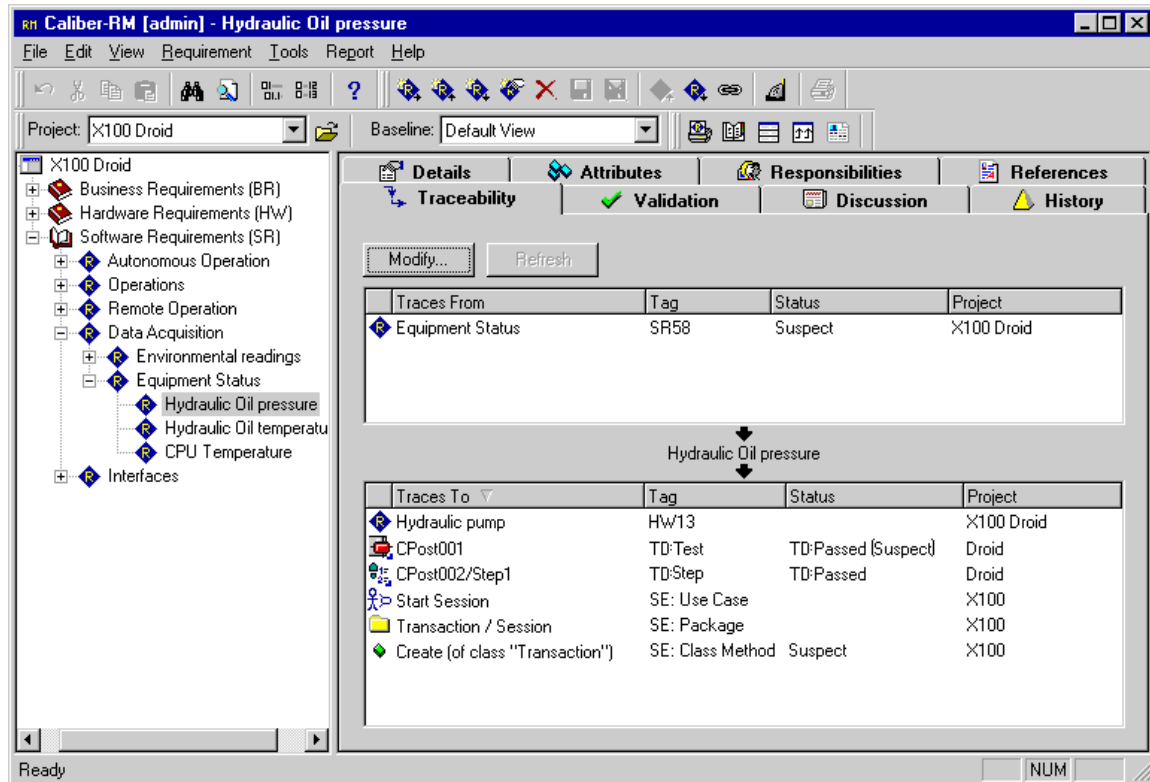 Caliber-RM [admin] - Hydraulic Oil pressure
File Edit View Requirement Tools Report Help
Project: X100 Droid Baseline: Default View
X100 Droid
Business Requirements (BR)
Hardware Requirements (HW)
Software Requirements (SR)
Autonomous Operation
Operations
Remote Operation
Data Acquisition
Environmental readings
Equipment Status
Hydraulic Oil pressure
Hydraulic Oil temperatu
CPU Temperature
Interfaces
Details Attributes Responsibilities References
Traceability Validation Discussion History
Modify... Refresh
Traces From Tag Status Project
Equipment Status SR58 Suspect X100 Droid
Hydraulic Oil pressure
Traces To Tag Status Project
Hydraulic pump HW13 X100 Droid
CPost001 TD:Test TD:Passed (Suspect) Droid
CPost002/Step1 TD:Step TD:Passed Droid
Start Session SE: Use Case X100
Transaction / Session SE: Package X100
Create (of class "Transaction") SE: Class Method Suspect X100
Ready NUM